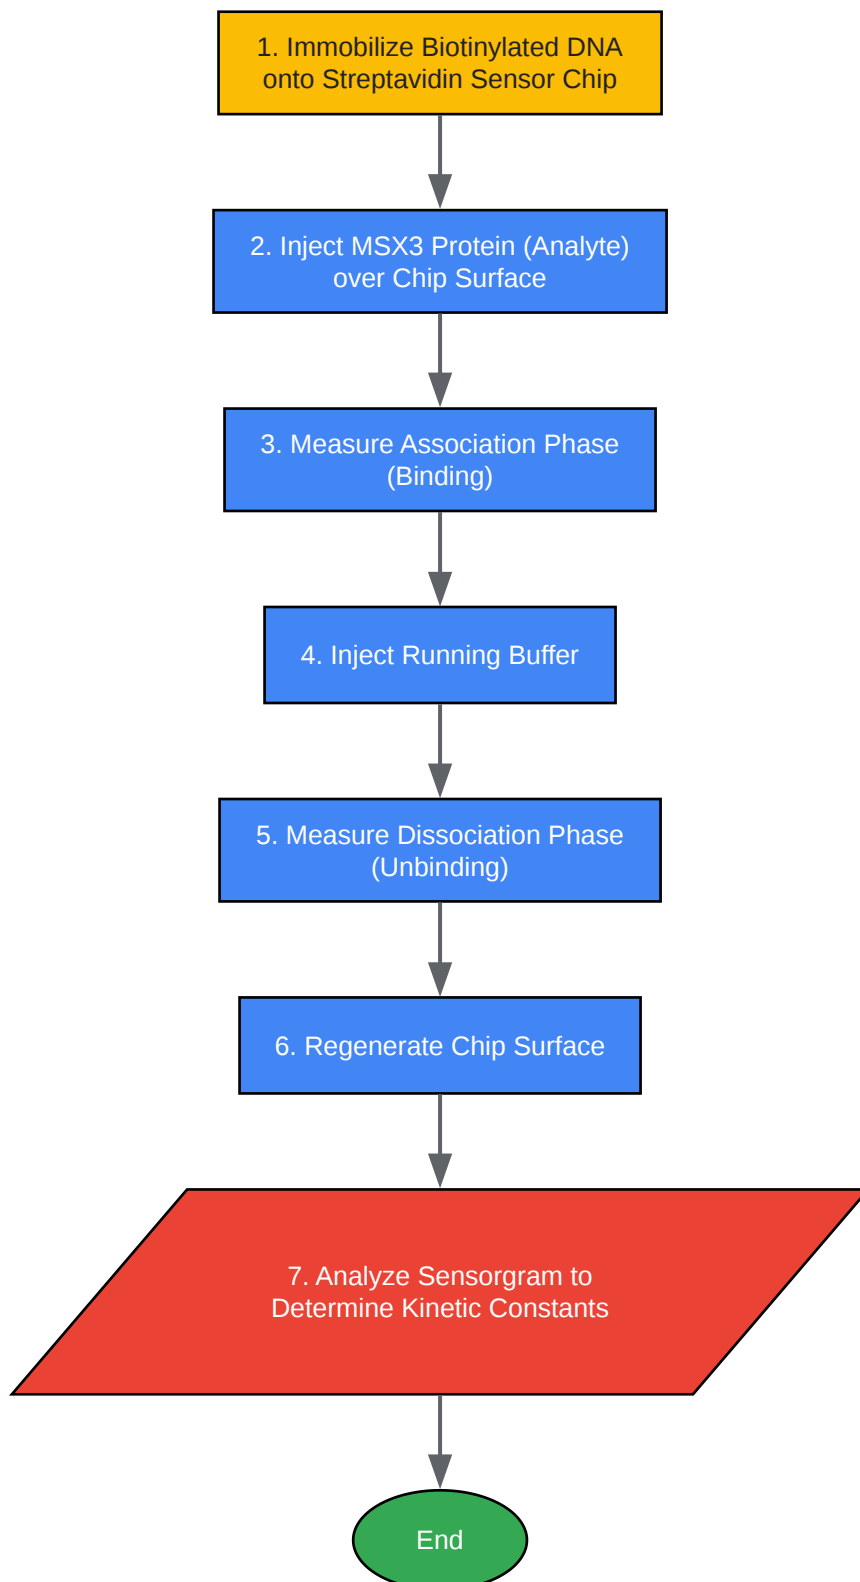 1. Immobilize Biotinylated DNA
onto Streptavidin Sensor Chip
2. Inject MSX3 Protein (Analyte)
over Chip Surface
3. Measure Association Phase
(Binding)
4. Inject Running Buffer
5. Measure Dissociation Phase
(Unbinding)
6. Regenerate Chip Surface
7. Analyze Sensorgram to
Determine Kinetic Constants
End